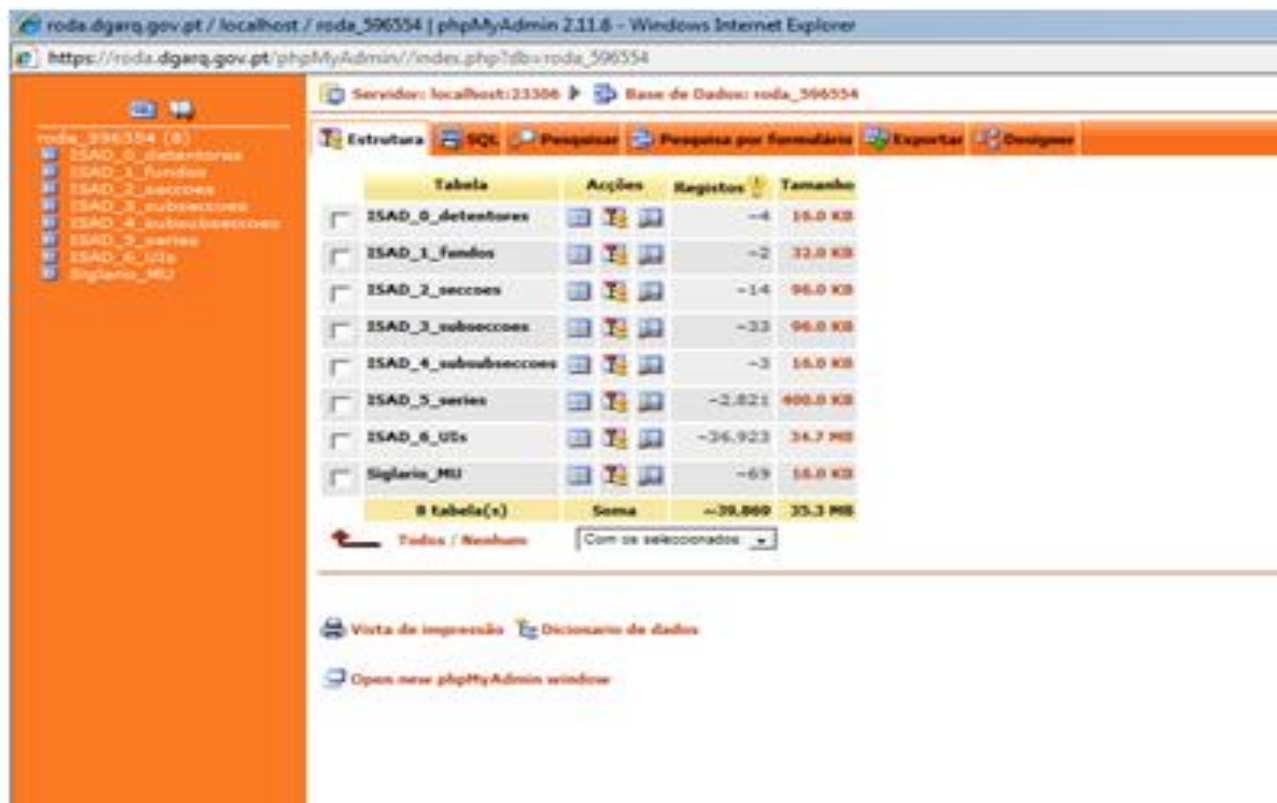 roda.dgarq.gov.pt / localhost / roda_596554 | phpMyAdmin 2.11.6 - Windows Internet Explorer
https://roda.dgarq.gov.pt/phpMyAdmin//index.php?db=roda_596554
roda_596554 (8)
ISAD_0_detentores
ISAD_1_fundos
ISAD_2_seccoes
ISAD_3_subseccoes
ISAD_4_subsubseccoes
ISAD_5_series
ISAD_6_UIs
Siglario_MU
Servidor: localhost:23306 Base de Dados: roda_596554
Estrutura SQL Pesquisar Pesquisa por formulário Exportar Designer
Tabela Acções Registos Tamanho
ISAD_0_detentores ~4 16.0 KB
ISAD_1_fundos ~2 32.0 KB
ISAD_2_seccoes ~14 96.0 KB
ISAD_3_subseccoes ~33 96.0 KB
ISAD_4_subsubseccoes ~3 16.0 KB
ISAD_5_series ~2,821 400.0 KB
ISAD_6_UIs ~36,923 34.7 MB
Siglario_MU ~69 16.0 KB
8 tabela(s) Soma ~39,869 35.3 MB
Todos / Nenhum Com os seleccionados
Vista de impressão Dicionario de dados
Open new phpMyAdmin window